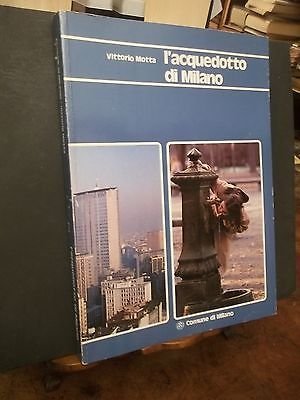 Vittorio Motta
l'acquedotto
di Milano
Comune di Milano